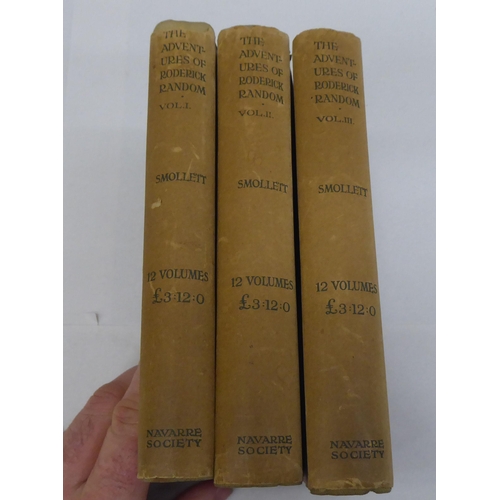 THE
ADVENT-
URES OF
RODERICK
RANDOM
VOL.I.
SMOLLETT
12 VOLUMES
£3:12:0
NAVARRE
SOCIETY
THE
ADVENT-
URES OF
RODERICK
RANDOM
VOL.II.
SMOLLETT
12 VOLUMES
£3:12:0
NAVARRE
SOCIETY
THE
ADVENT-
URES OF
RODERICK
RANDOM
VOL.III.
SMOLLETT
12 VOLUMES
£3:12:0
NAVARRE
SOCIETY